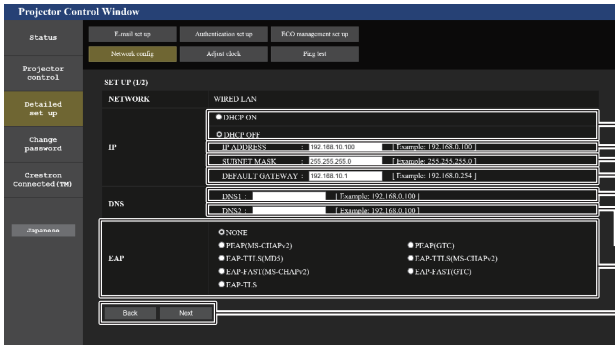 Projector Control Window
Status
E-mail set up
Authentication set up
ECO management set up
Network config
Adjust clock
Ping test
Projector
control
SET UP (1/2)
NETWORK
WIRED LAN
Detailed
set up
DHCP ON
DHCP OFF
IP
IP ADDRESS : 192.168.10.100 [ Example: 192.168.0.100 ]
SUBNET MASK : 255.255.255.0 [ Example: 255.255.255.0 ]
DEFAULT GATEWAY : 192.168.10.1 [ Example: 192.168.0.254 ]
Change
password
Crestron
Connected(TM)
DNS
DNS1 : [ Example: 192.168.0.100 ]
DNS2 : [ Example: 192.168.0.100 ]
Japanese
EAP
NONE
PEAP(MS-CHAPv2) PEAP(GTC)
EAP-TTLS(MD5) EAP-TTLS(MS-CHAPv2)
EAP-FAST(MS-CHAPv2) EAP-FAST(GTC)
EAP-TLS
Back Next